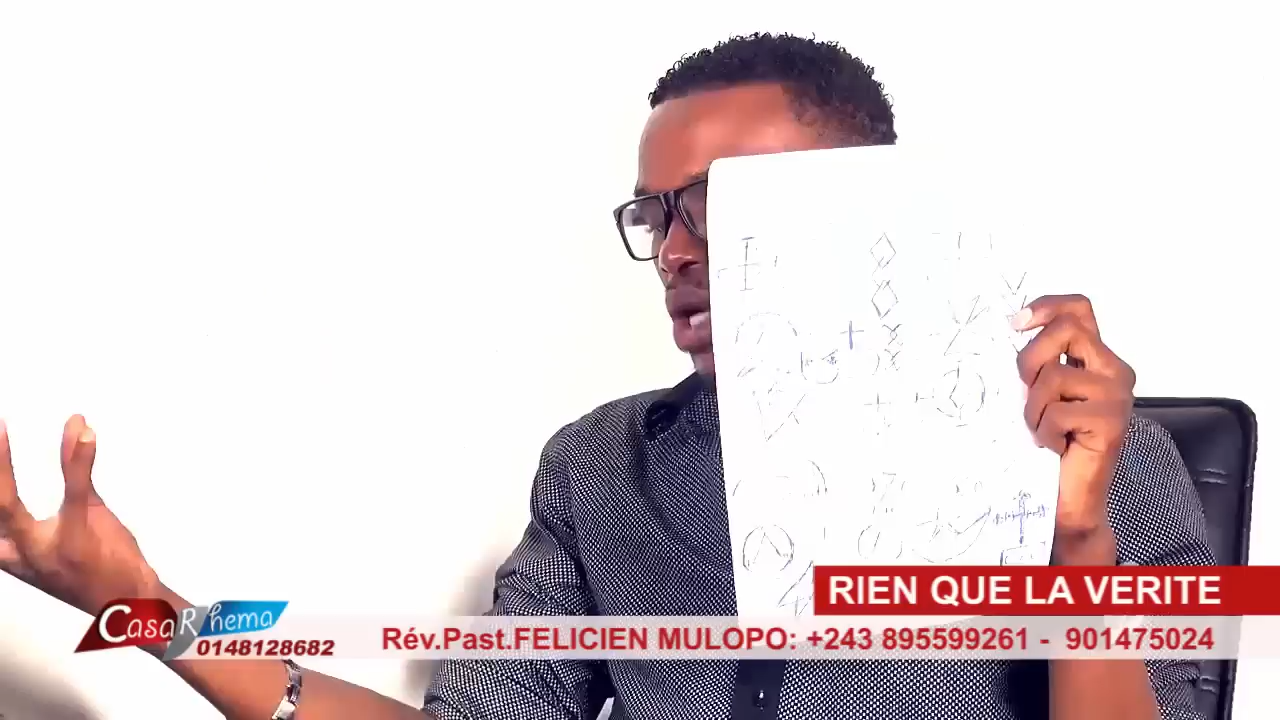 RIEN QUE LA VERITE
CasaRhema
0148128682
Rév.Past.FELICIEN MULOPO: +243 895599261 - 901475024